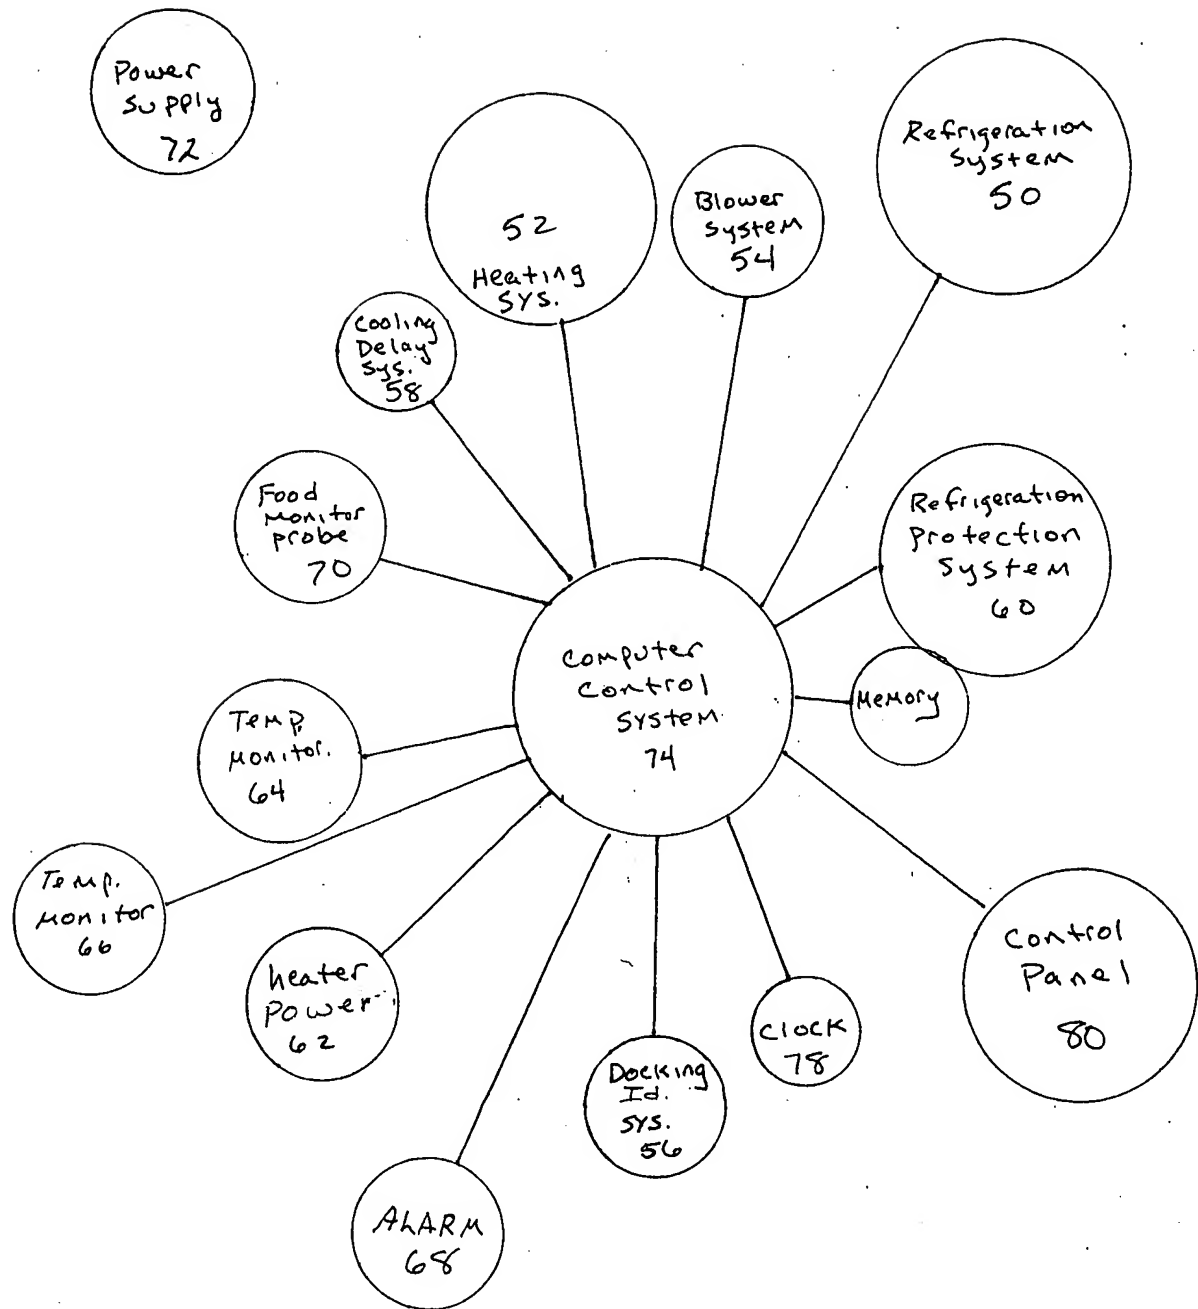 Power
Supply
72
Refrigeration
System
50
52
Heating
Sys.
Blower
System
54
Cooling
Delay
Sys.
58
Food
Monitor
probe
70
Refrigeration
Protection
System
60
Computer
Control
System
74
Memory
Temp.
Monitor.
64
Temp.
Monitor
66
heater
Power
62
Control
Panel
80
Clock
78
Docking
Id.
Sys.
56
ALARM
68